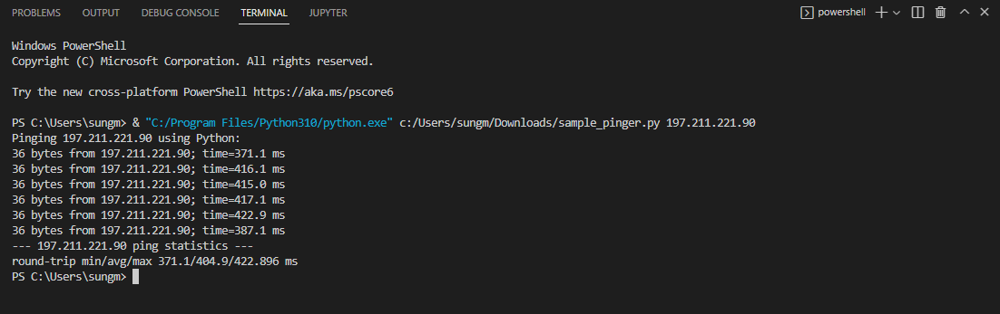 PROBLEMS OUTPUT DEBUG CONSOLE TERMINAL JUPYTER powershell
Windows PowerShell
Copyright (C) Microsoft Corporation. All rights reserved.
Try the new cross-platform PowerShell https://aka.ms/pscore6
PS C:\Users\sungm> & "C:/Program Files/Python310/python.exe" c:/Users/sungm/Downloads/sample_pinger.py 197.211.221.90
Pinging 197.211.221.90 using Python:
36 bytes from 197.211.221.90; time=371.1 ms
36 bytes from 197.211.221.90; time=416.1 ms
36 bytes from 197.211.221.90; time=415.0 ms
36 bytes from 197.211.221.90; time=417.1 ms
36 bytes from 197.211.221.90; time=422.9 ms
36 bytes from 197.211.221.90; time=387.1 ms
--- 197.211.221.90 ping statistics ---
round-trip min/avg/max 371.1/404.9/422.896 ms
PS C:\Users\sungm>